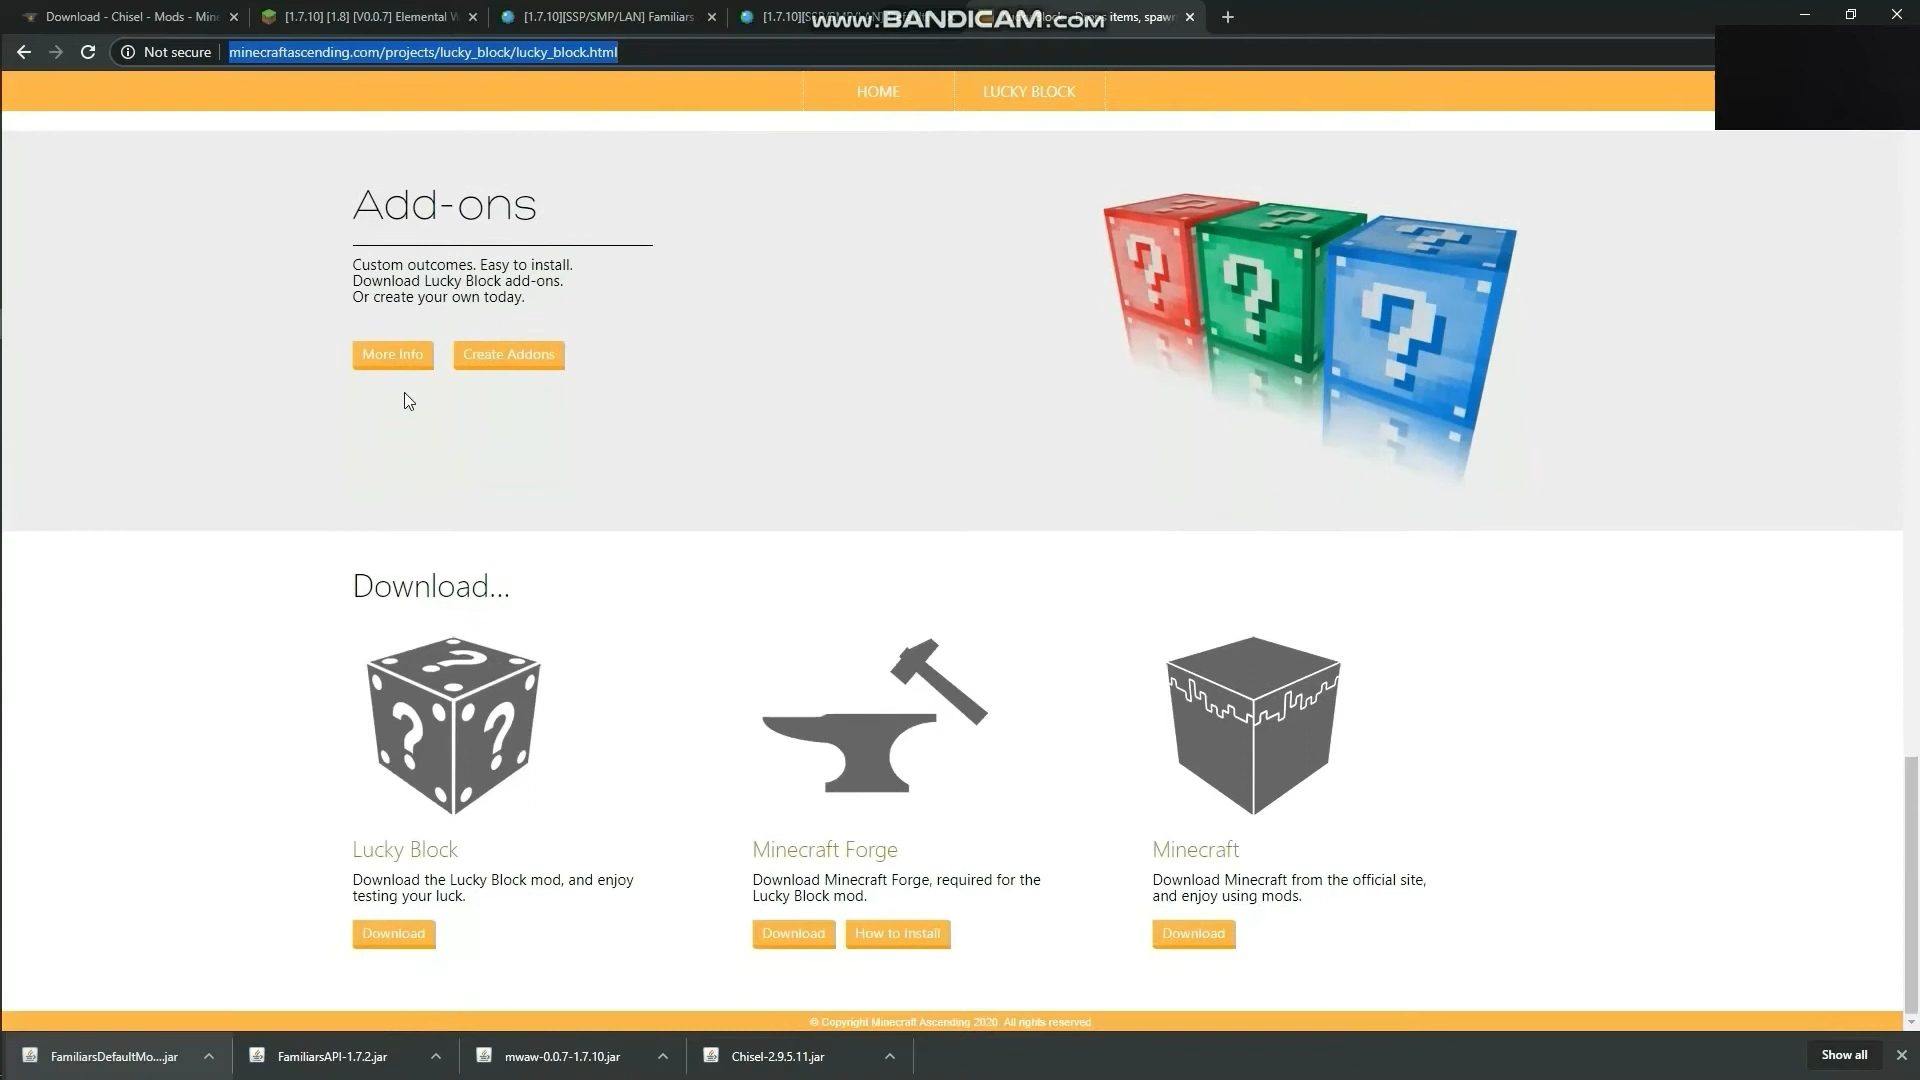 Download - Chisel - Mods - Min
[1.7.10] [1.8] [V0.0.7] Elemental W
[1.7.10][SSP/SMP/LAN] Familiars
[1.7.10]
www.BANDICAM.com
items, spawn
Not secure
minecraftascending.com/projects/lucky_block/lucky_block.html
HOME
LUCKY BLOCK
Add-ons
Custom outcomes. Easy to install.
Download Lucky Block add-ons.
Or create your own today.
More Info
Create Addons
Download...
Lucky Block
Download the Lucky Block mod, and enjoy
testing your luck.
Download
Minecraft Forge
Download Minecraft Forge, required for the
Lucky Block mod.
Download
How to Install
Minecraft
Download Minecraft from the official site,
and enjoy using mods.
Download
© Copyright Minecraft Ascending 2020 All rights reserved
FamiliarsDefaultMo....jar
FamiliarsAPI-1.7.2.jar
mwaw-0.0.7-1.7.10.jar
Chisel-2.9.5.11.jar
Show all